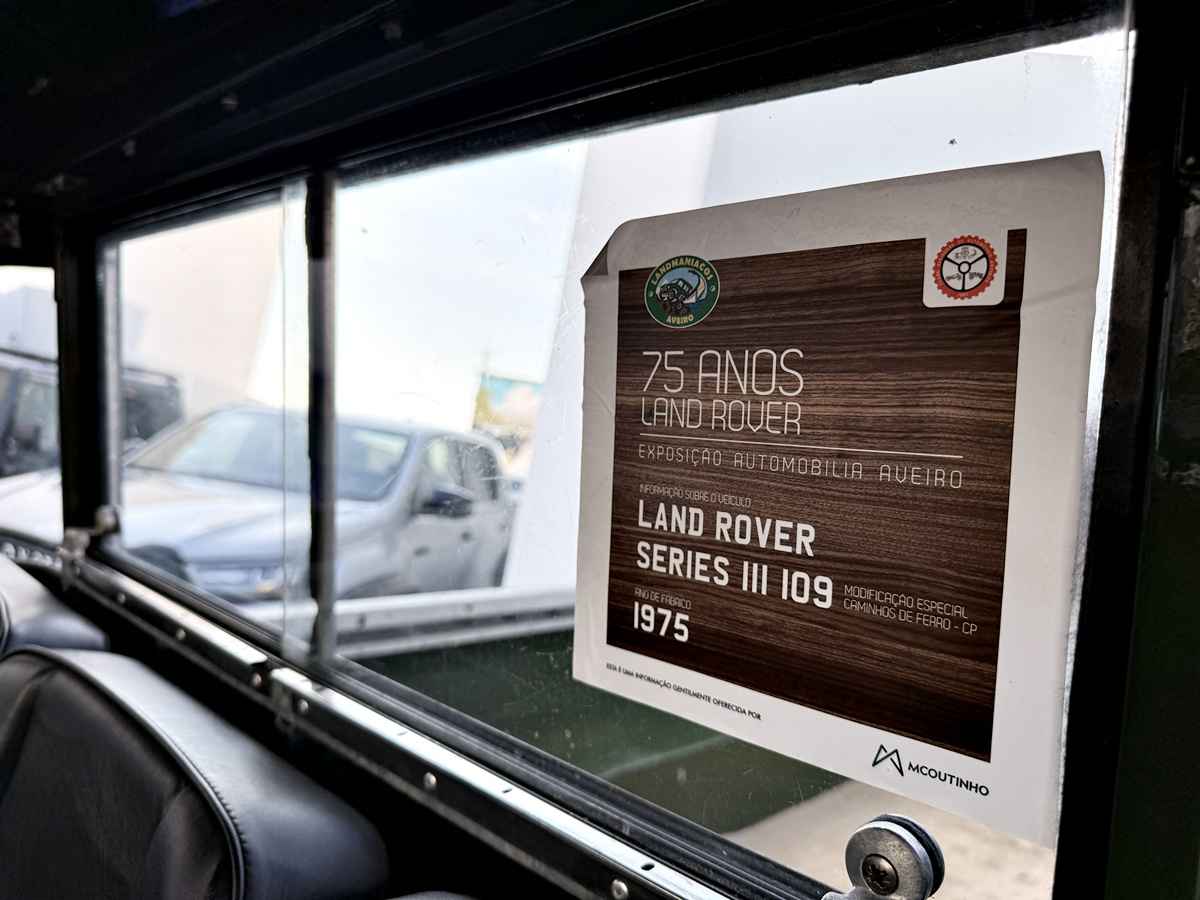 LANDMANIACOS
AVEIRO
75 ANOS
LAND ROVER
EXPOSIÇÃO AUTOMOBILIA AVEIRO
INFORMAÇÃO SOBRE O VEÍCULO
LAND ROVER
SERIES III 109
MODIFICAÇÃO ESPECIAL
CAMINHOS DE FERRO - CP
ANO DE FABRICO
1975
ESTA É UMA INFORMAÇÃO GENTILMENTE OFERECIDA POR
MCOUTINHO